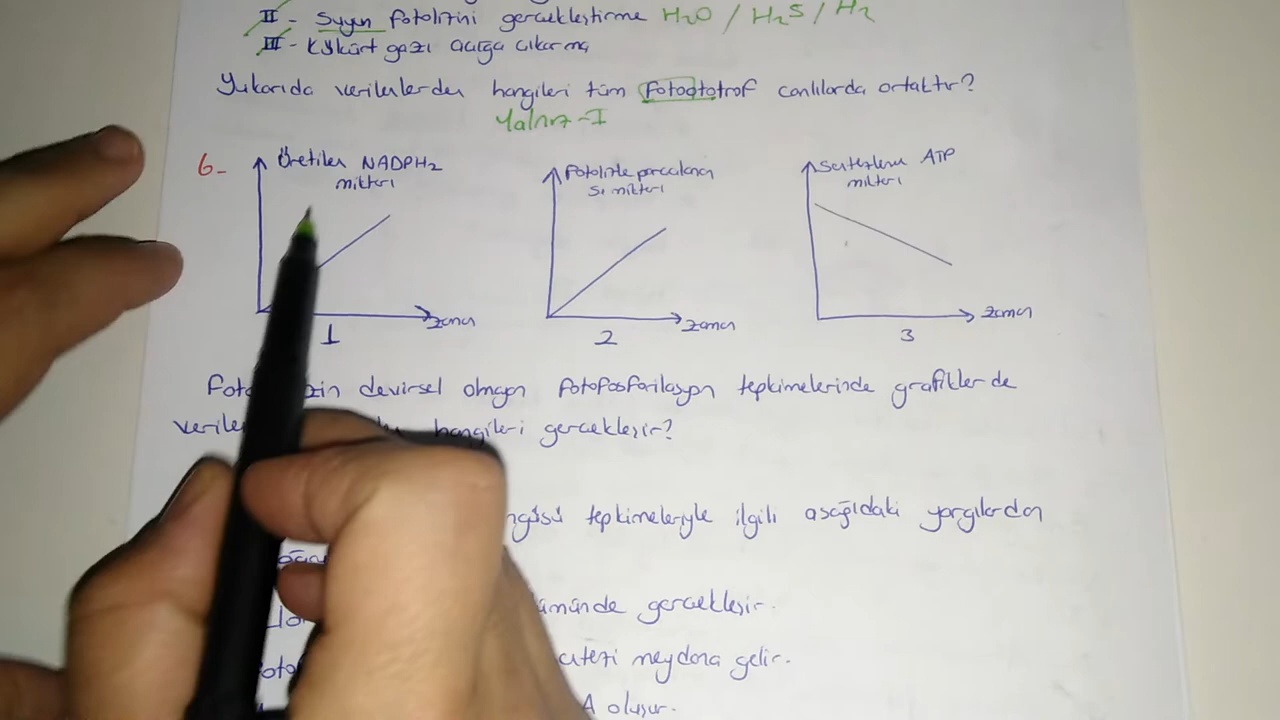 II - Suyun fotolizini gerçekleştirme H2O / H2S / H2
III - Kükürt gazı açığa çıkarma
Yukarıda verilenlerden hangileri tüm fotoototrof canlılarda ortaktır?
Yalnız - I
6- Üretilen NADPH2 miktarı
Fotolizle parçalanan su miktarı
Sentezlenen ATP miktarı
zaman
zaman
zaman
1
2
3
devirsel olmayan fotofosforilasyon tepkimelerinde grafiklerde
hangileri gerçekleşir?
tepkimeleriyle ilgili aşağıdaki yargılardan
gerçekleşir.
meydana gelir.
oluşur.